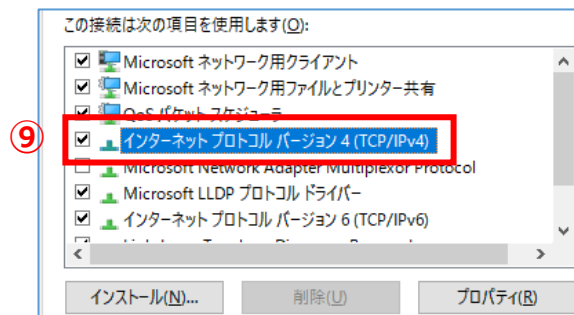 この接続は次の項目を使用します(O):
Microsoft ネットワーク用クライアント
Microsoft ネットワーク用ファイルとプリンター共有
QoS パケット スケジューラ
⑨
インターネット プロトコル バージョン 4 (TCP/IPv4)
Microsoft Network Adapter Multiplexor Protocol
Microsoft LLDP プロトコル ドライバー
インターネット プロトコル バージョン 6 (TCP/IPv6)
インストール(N)... 削除(U) プロパティ(R)